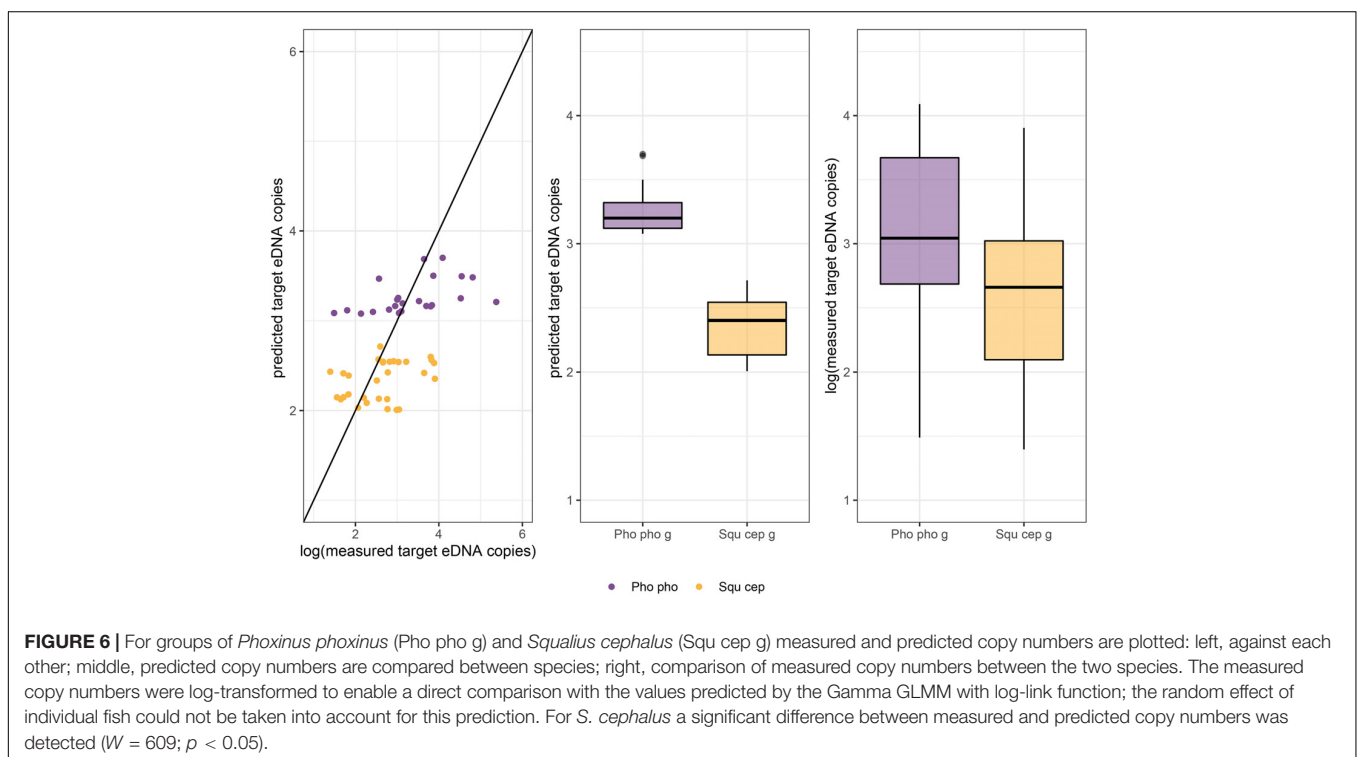 6
4
2
predicted target eDNA copies
2
4
6
log(measured target eDNA copies)
4
3
2
1
predicted target eDNA copies
Pho pho g
Squ cep g
4
3
2
1
log(measured target eDNA copies)
Pho pho g
Squ cep g
Pho pho
Squ cep
FIGURE 6 | For groups of Phoxinus phoxinus (Pho pho g) and Squalius cephalus (Squ cep g) measured and predicted copy numbers are plotted: left, against each
other; middle, predicted copy numbers are compared between species; right, comparison of measured copy numbers between the two species. The measured
copy numbers were log-transformed to enable a direct comparison with the values predicted by the Gamma GLMM with log-link function; the random effect of
individual fish could not be taken into account for this prediction. For S. cephalus a significant difference between measured and predicted copy numbers was
detected (W = 609; p < 0.05).